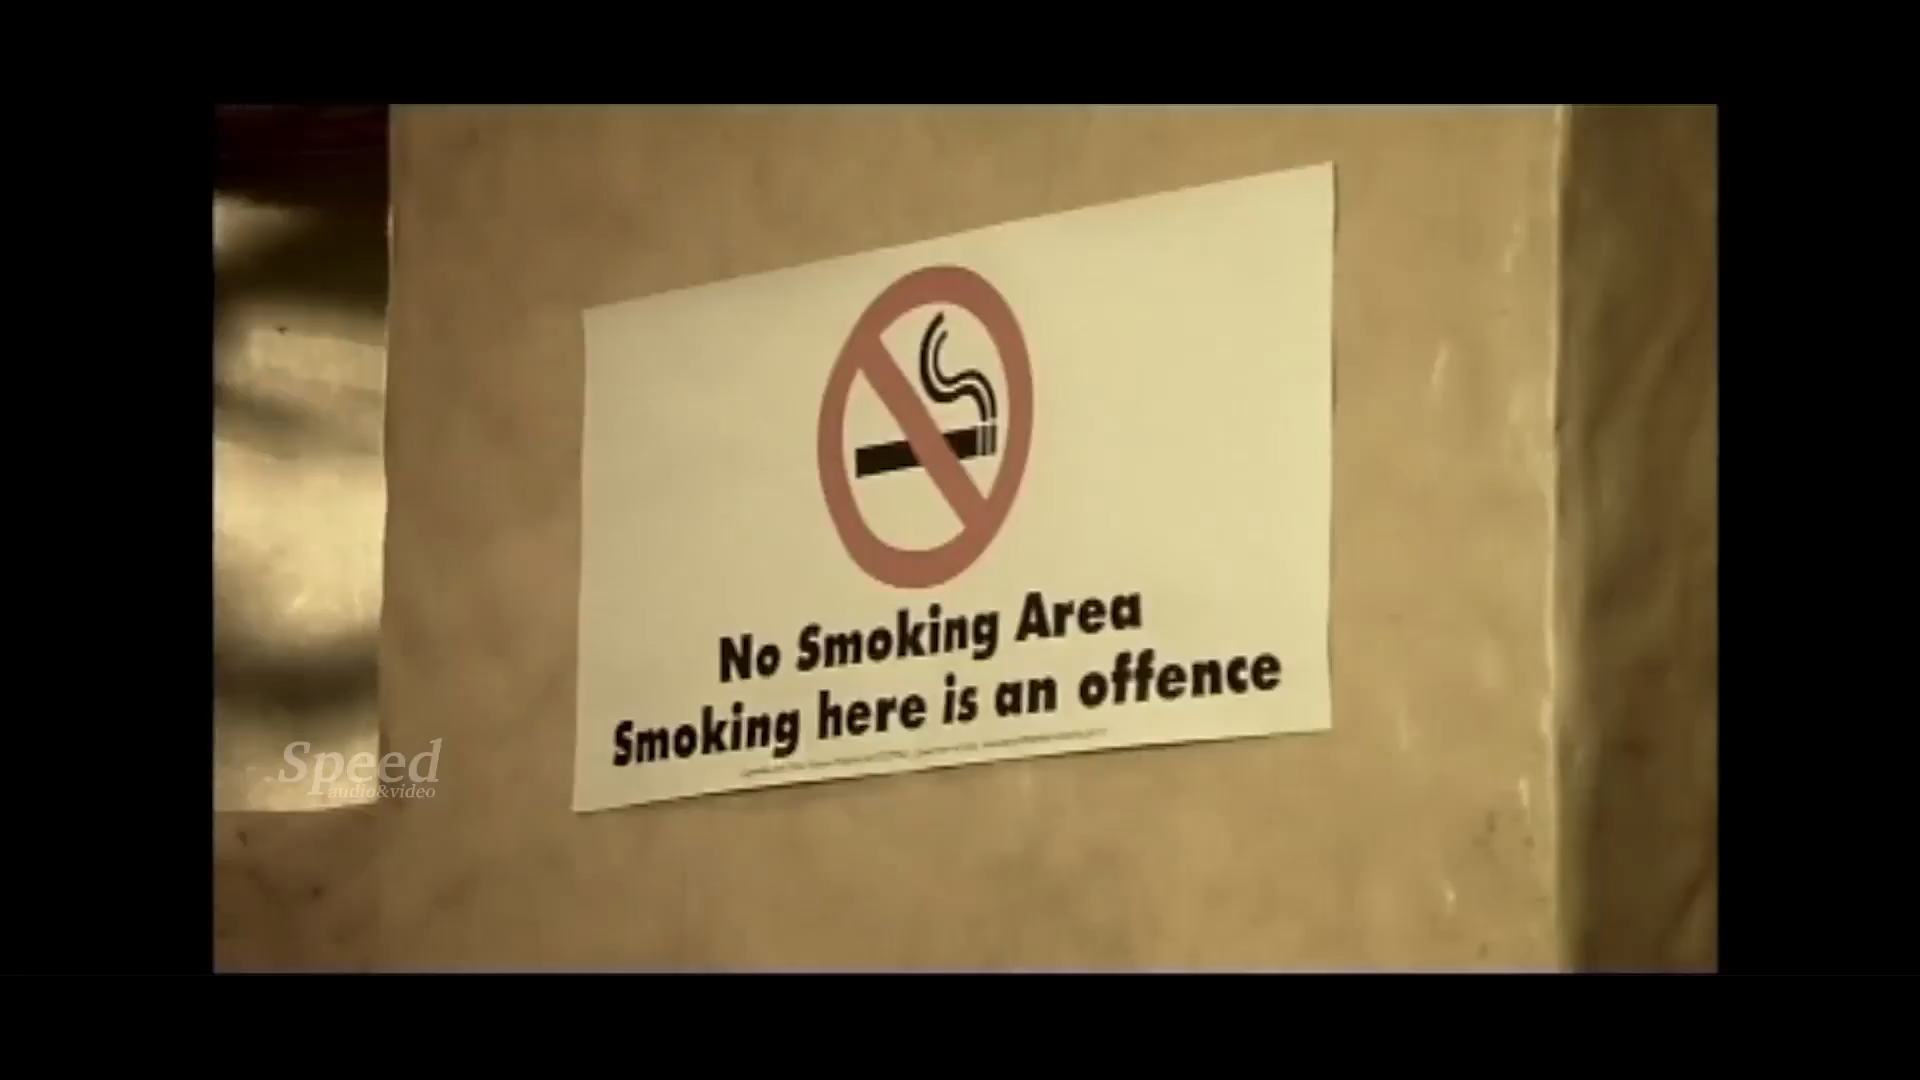 No Smoking Area
Smoking here is an offence
Speed
audio&video